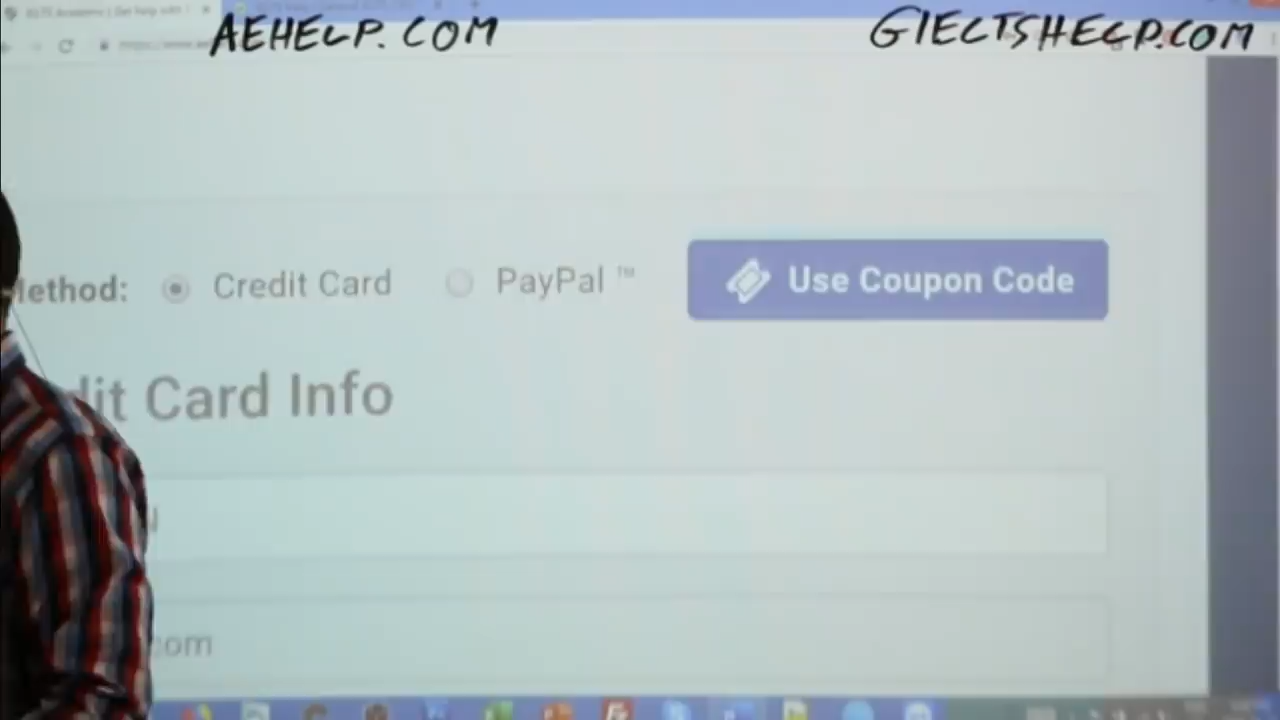 AEHELP.COM
GIELTSHELP.COM
Method:
Credit Card
PayPal ™
Use Coupon Code
dit Card Info
.com